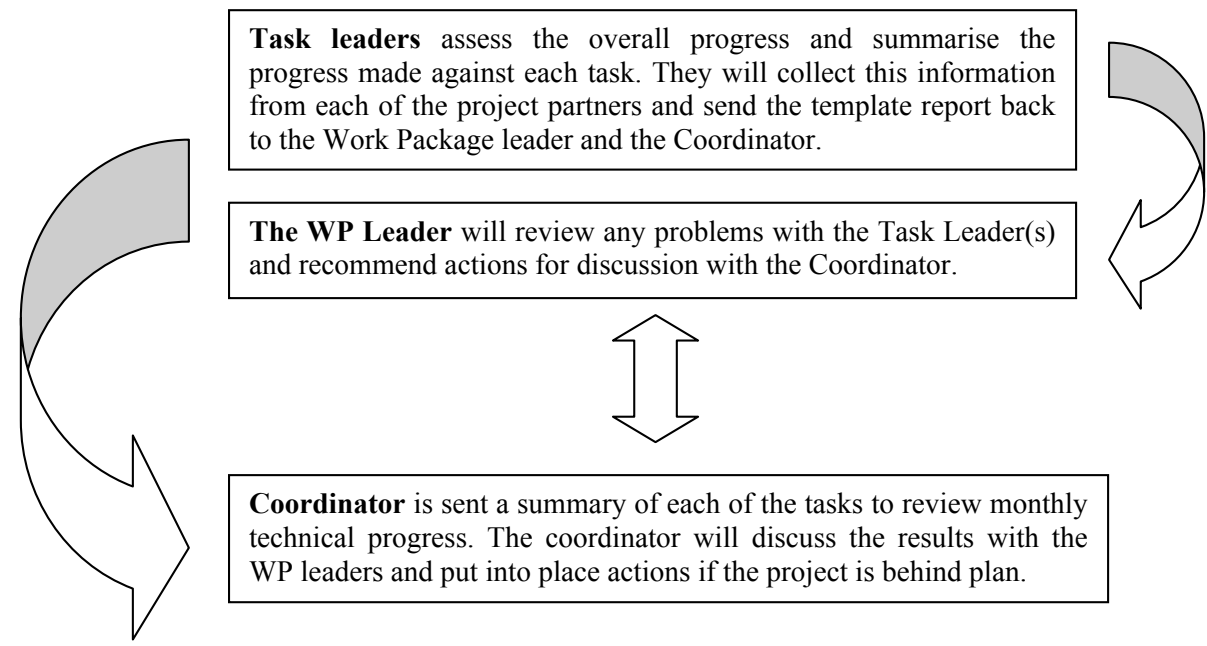 Task leaders assess the overall progress and summarise the
progress made against each task. They will collect this information
from each of the project partners and send the template report back
to the Work Package leader and the Coordinator.
The WP Leader will review any problems with the Task Leader(s)
and recommend actions for discussion with the Coordinator.
Coordinator is sent a summary of each of the tasks to review monthly
technical progress. The coordinator will discuss the results with the
WP leaders and put into place actions if the project is behind plan.